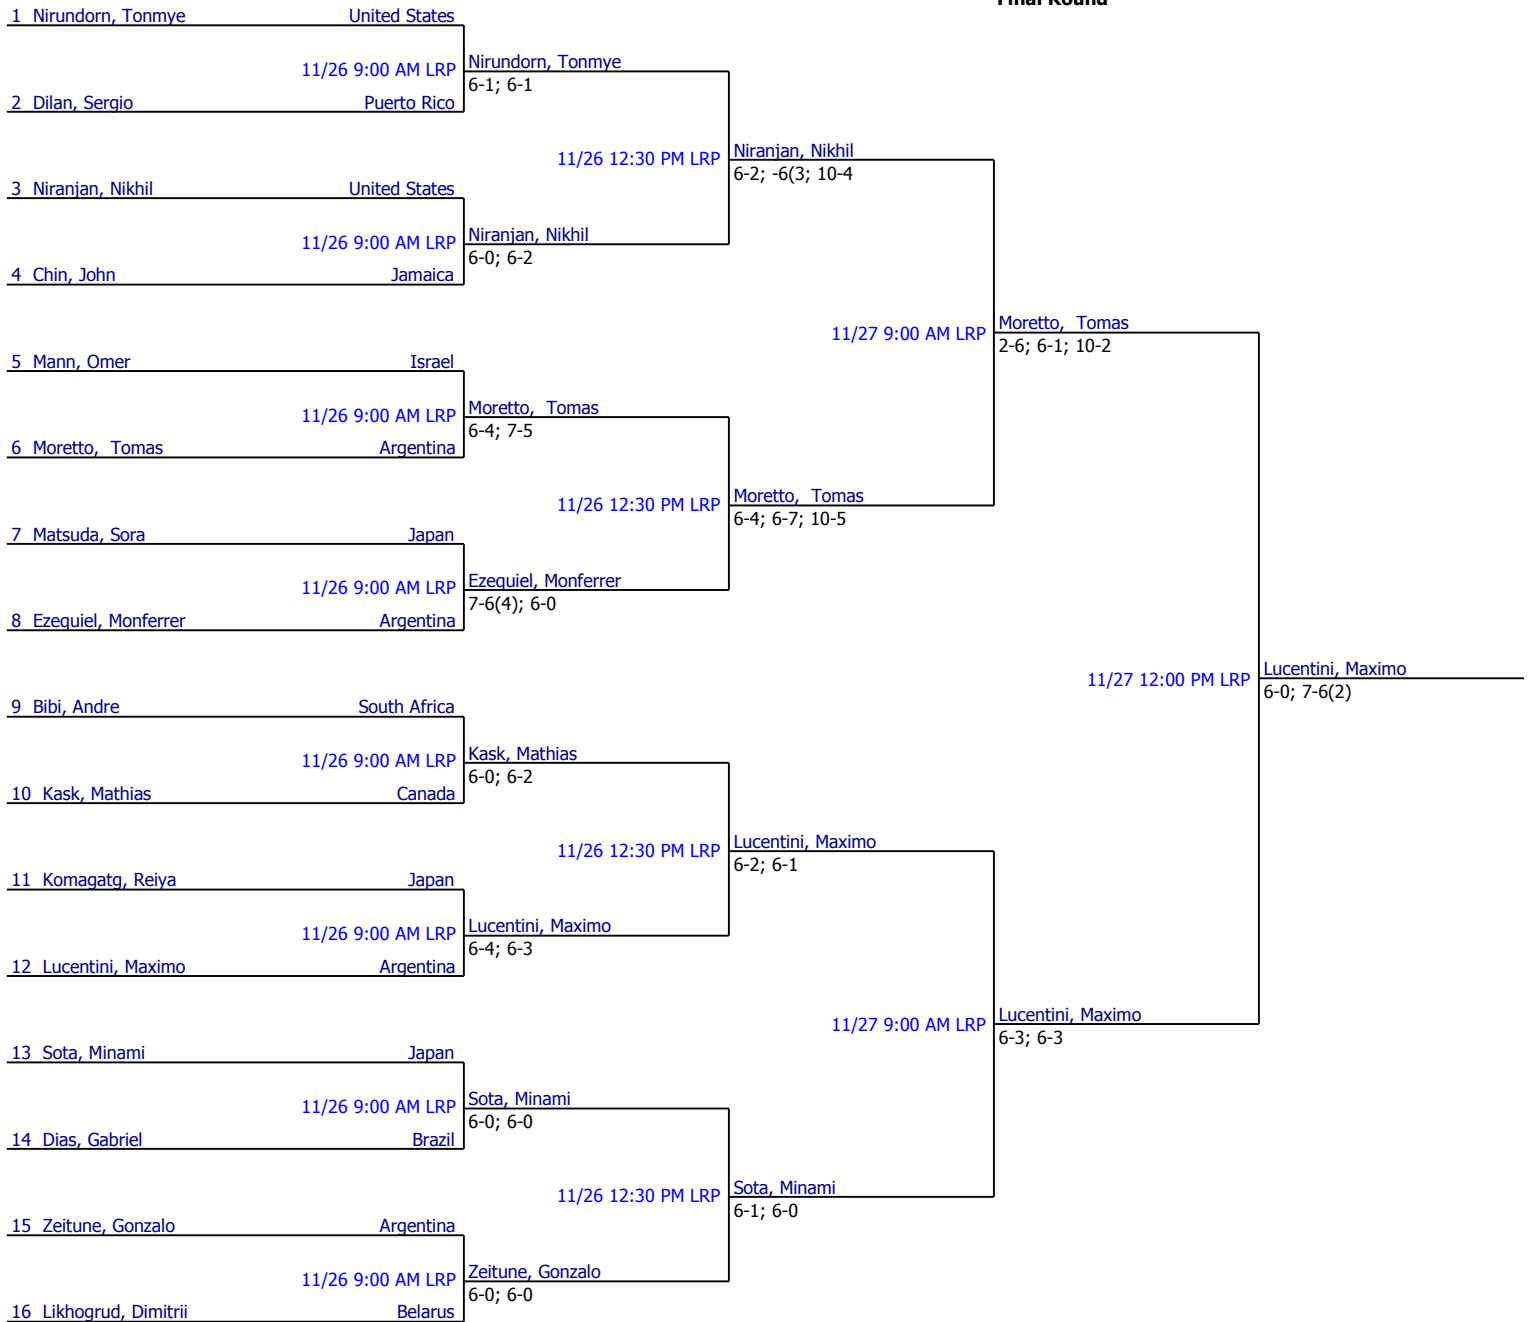 Final Round
1 Nirundorn, Tonmye United States
11/26 9:00 AM LRP Nirundorn, Tonmye
6-1; 6-1
2 Dilan, Sergio Puerto Rico
11/26 12:30 PM LRP Niranjan, Nikhil
6-2; -6(3; 10-4
3 Niranjan, Nikhil United States
11/26 9:00 AM LRP Niranjan, Nikhil
6-0; 6-2
4 Chin, John Jamaica
11/27 9:00 AM LRP Moretto, Tomas
2-6; 6-1; 10-2
5 Mann, Omer Israel
11/26 9:00 AM LRP Moretto, Tomas
6-4; 7-5
6 Moretto, Tomas Argentina
11/26 12:30 PM LRP Moretto, Tomas
6-4; 6-7; 10-5
7 Matsuda, Sora Japan
11/26 9:00 AM LRP Ezequiel, Monferrer
7-6(4); 6-0
8 Ezequiel, Monferrer Argentina
11/27 12:00 PM LRP Lucentini, Maximo
6-0; 7-6(2)
9 Bibi, Andre South Africa
11/26 9:00 AM LRP Kask, Mathias
6-0; 6-2
10 Kask, Mathias Canada
11/26 12:30 PM LRP Lucentini, Maximo
6-2; 6-1
11 Komagatg, Reiya Japan
11/26 9:00 AM LRP Lucentini, Maximo
6-4; 6-3
12 Lucentini, Maximo Argentina
11/27 9:00 AM LRP Lucentini, Maximo
6-3; 6-3
13 Sota, Minami Japan
11/26 9:00 AM LRP Sota, Minami
6-0; 6-0
14 Dias, Gabriel Brazil
11/26 12:30 PM LRP Sota, Minami
6-1; 6-0
15 Zeitune, Gonzalo Argentina
11/26 9:00 AM LRP Zeitune, Gonzalo
6-0; 6-0
16 Likhogrud, Dimitrii Belarus